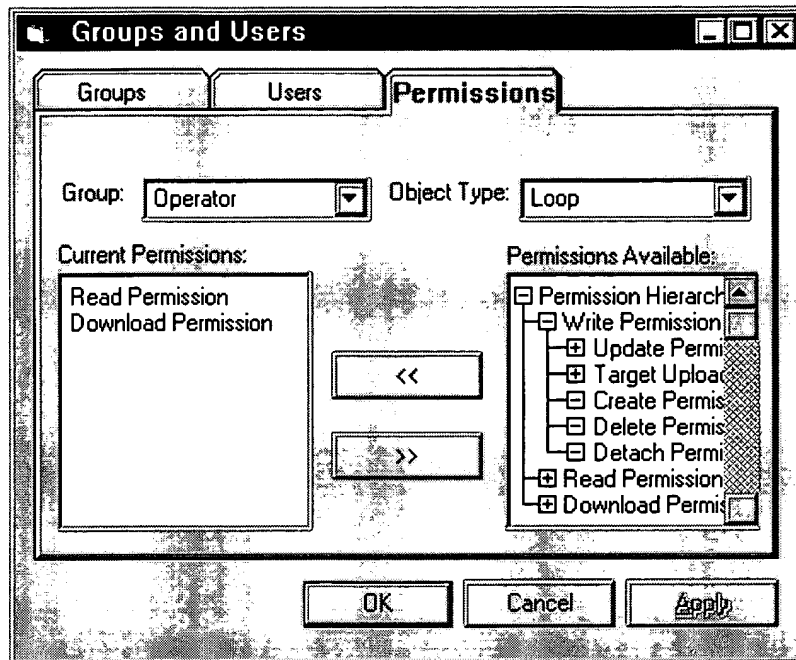 Groups and Users
Groups Users Permissions
Group: Operator Object Type: Loop
Current Permissions: Permissions Available:
Read Permission
Download Permission
Permission Hierarch
Write Permission
Update Permi
Target Upload
Create Permis
Delete Permis
Detach Permi
Read Permission
Download Permis
<<
>>
OK Cancel Apply